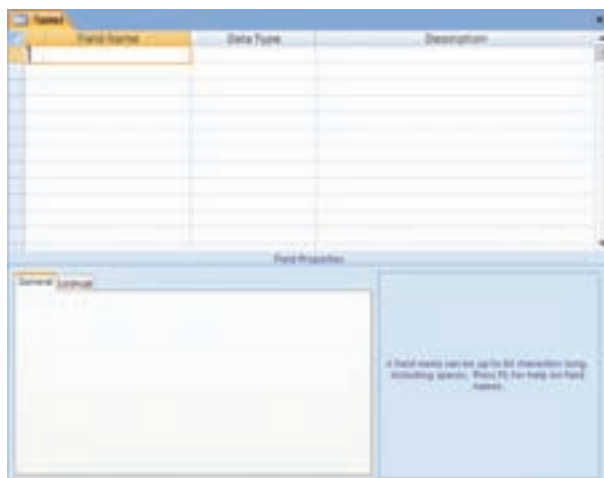 Table1
Field Name Data Type Description
Field Properties
General Lookup
A field name can be up to 64 characters long,
including spaces. Press F1 for help on field
names.